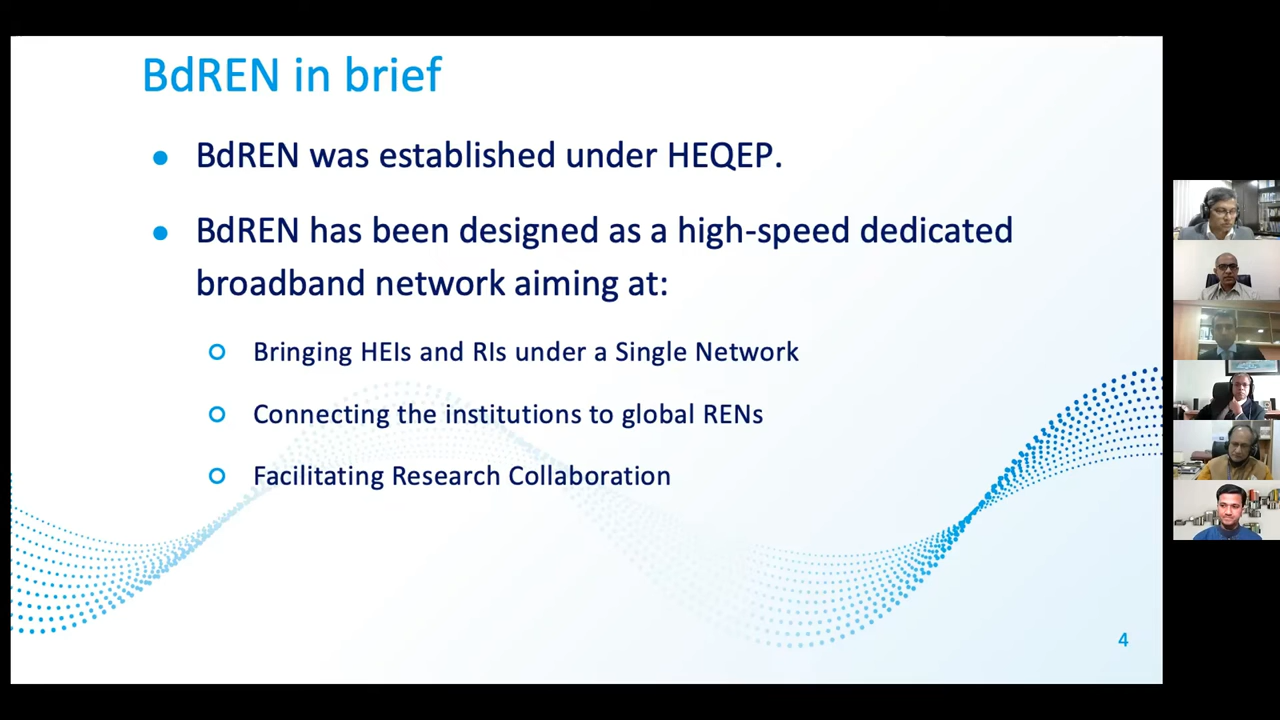 BdREN in brief
BdREN was established under HEQEP.
BdREN has been designed as a high-speed dedicated
broadband network aiming at:
Bringing HEIs and RIs under a Single Network
Connecting the institutions to global RENs
Facilitating Research Collaboration
4